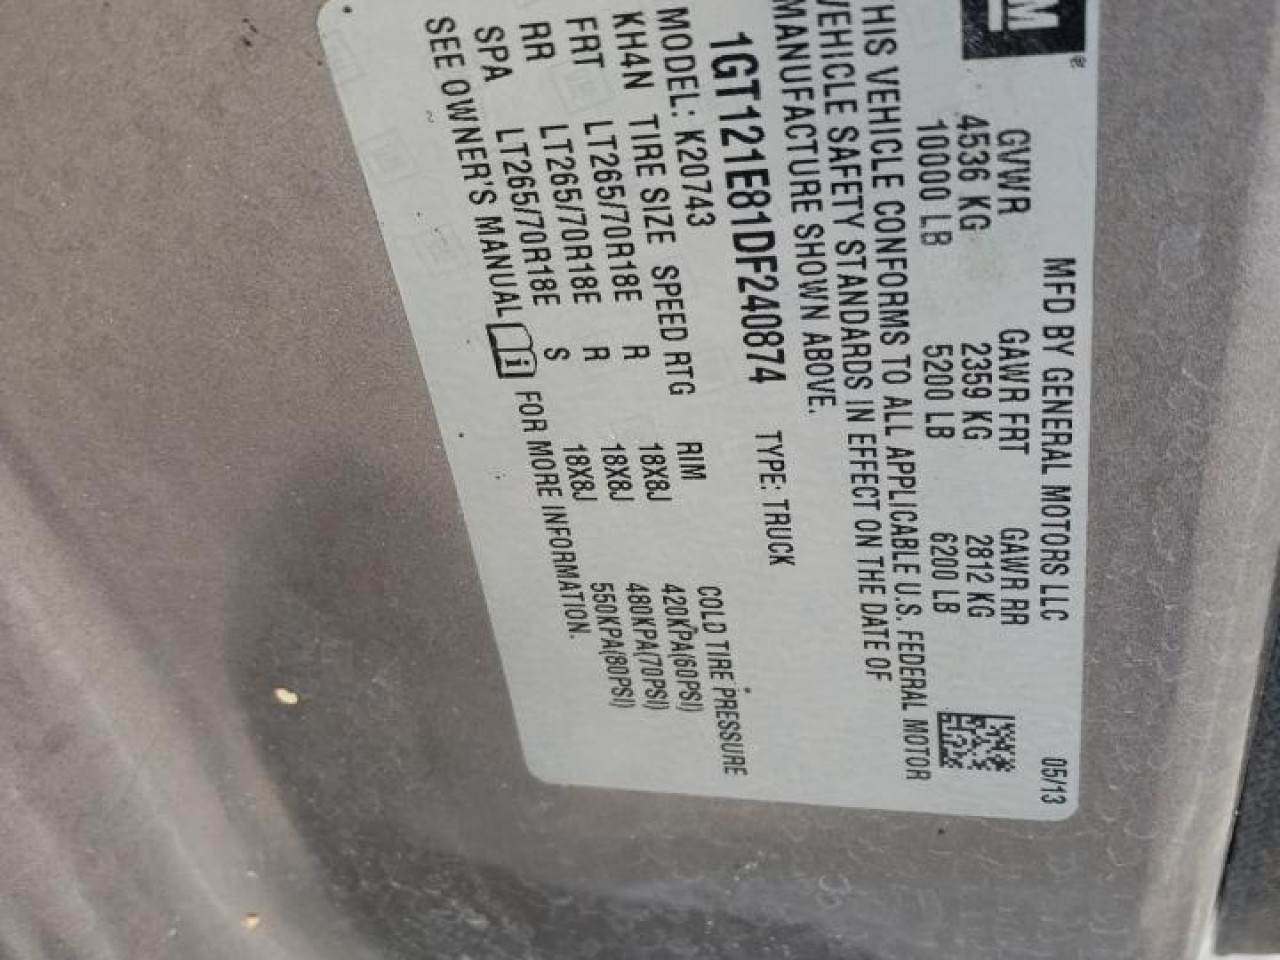 MFD BY GENERAL MOTORS LLC 05/13
GM
GVWR GAWR FRT GAWR RR
4536 KG 2359 KG 2812 KG
10000 LB 5200 LB 6200 LB
THIS VEHICLE CONFORMS TO ALL APPLICABLE U.S. FEDERAL MOTOR
VEHICLE SAFETY STANDARDS IN EFFECT ON THE DATE OF
MANUFACTURE SHOWN ABOVE.
1GT121E81DF240874 TYPE: TRUCK
MODEL: K20743
KH4N TIRE SIZE SPEED RTG RIM COLD TIRE PRESSURE
FRT LT265/70R18E R 18X8J 420KPA(60PSI)
RR LT265/70R18E R 18X8J 480KPA(70PSI)
SPA LT265/70R18E S 18X8J 550KPA(80PSI)
SEE OWNER'S MANUAL i FOR MORE INFORMATION.